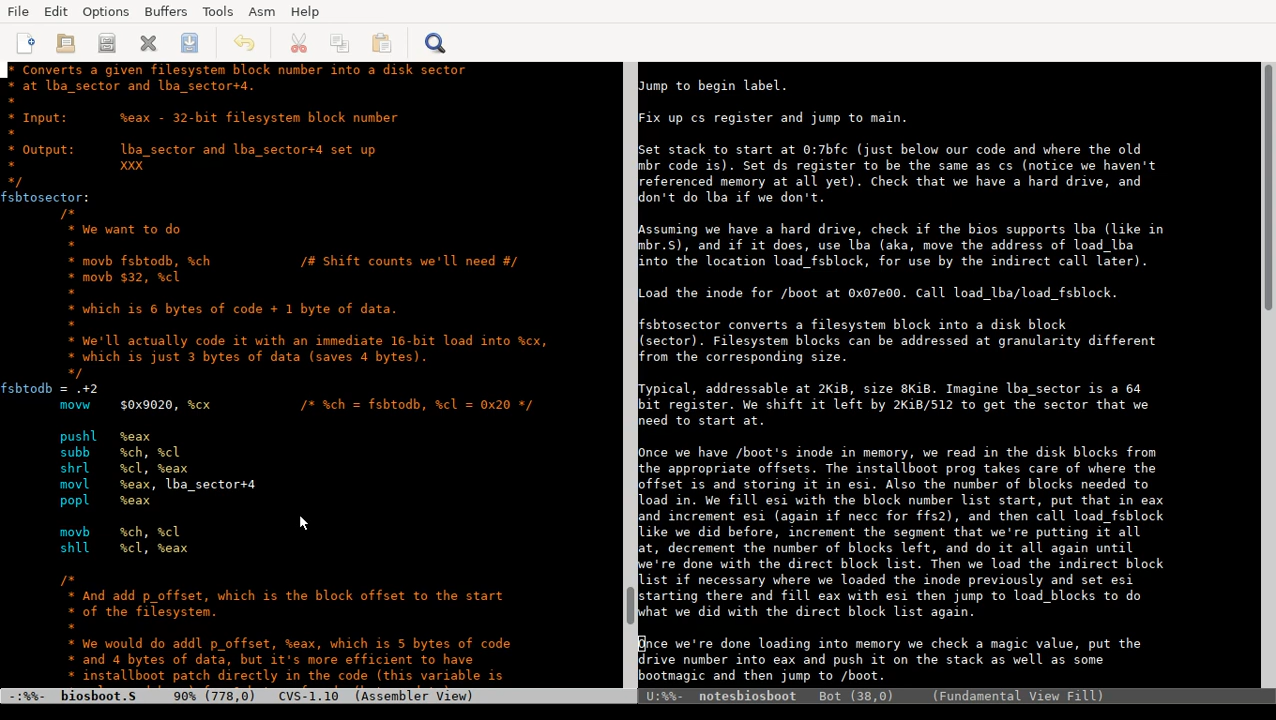 File Edit Options Buffers Tools Asm Help
* Converts a given filesystem block number into a disk sector
* at lba_sector and lba_sector+4.
*
* Input: %eax - 32-bit filesystem block number
*
* Output: lba_sector and lba_sector+4 set up
* XXX
*/
fsbtosector:
/*
* We want to do
*
* movb fsbtodb, %ch /# Shift counts we'll need #/
* movb $32, %cl
*
* which is 6 bytes of code + 1 byte of data.
*
* We'll actually code it with an immediate 16-bit load into %cx,
* which is just 3 bytes of data (saves 4 bytes).
*/
fsbtodb = .+2
movw $0x9020, %cx /* %ch = fsbtodb, %cl = 0x20 */
pushl %eax
subb %ch, %cl
shrl %cl, %eax
movl %eax, lba_sector+4
popl %eax
movb %ch, %cl
shll %cl, %eax
/*
* And add p_offset, which is the block offset to the start
* of the filesystem.
*
* We would do addl p_offset, %eax, which is 5 bytes of code
* and 4 bytes of data, but it's more efficient to have
* installboot patch directly in the code (this variable is
-:%%- biosboot.S 90% (778,0) CVS-1.10 (Assembler View)
Jump to begin label.
Fix up cs register and jump to main.
Set stack to start at 0:7bfc (just below our code and where the old
mbr code is). Set ds register to be the same as cs (notice we haven't
referenced memory at all yet). Check that we have a hard drive, and
don't do lba if we don't.
Assuming we have a hard drive, check if the bios supports lba (like in
mbr.S), and if it does, use lba (aka, move the address of load_lba
into the location load_fsblock, for use by the indirect call later).
Load the inode for /boot at 0x07e00. Call load_lba/load_fsblock.
fsbtosector converts a filesystem block into a disk block
(sector). Filesystem blocks can be addressed at granularity different
from the corresponding size.
Typical, addressable at 2KiB, size 8KiB. Imagine lba_sector is a 64
bit register. We shift it left by 2KiB/512 to get the sector that we
need to start at.
Once we have /boot's inode in memory, we read in the disk blocks from
the appropriate offsets. The installboot prog takes care of where the
offset is and storing it in esi. Also the number of blocks needed to
load in. We fill esi with the block number list start, put that in eax
and increment esi (again if necc for ffs2), and then call load_fsblock
like we did before, increment the segment that we're putting it all
at, decrement the number of blocks left, and do it all again until
we're done with the direct block list. Then we load the indirect block
list if necessary where we loaded the inode previously and set esi
starting there and fill eax with esi then jump to load_blocks to do
what we did with the direct block list again.
Once we're done loading into memory we check a magic value, put the
drive number into eax and push it on the stack as well as some
bootmagic and then jump to /boot.
U:%%- notesbiosboot Bot (38,0) (Fundamental View Fill)